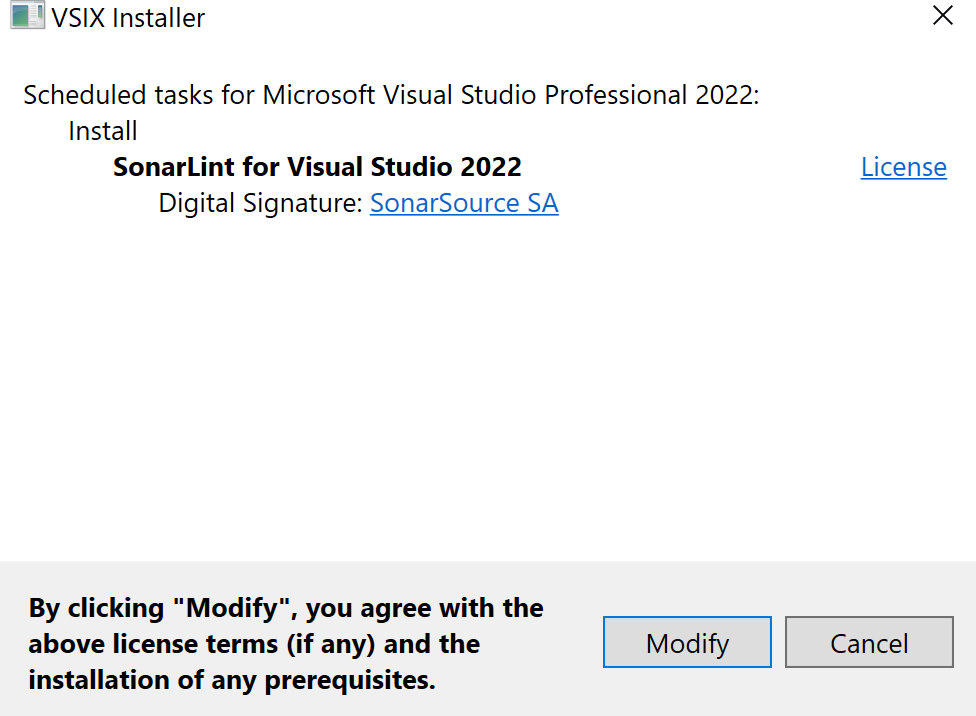 VSIX Installer
Scheduled tasks for Microsoft Visual Studio Professional 2022:
Install
SonarLint for Visual Studio 2022 License
Digital Signature: SonarSource SA
By clicking "Modify", you agree with the
above license terms (if any) and the
installation of any prerequisites.
Modify Cancel